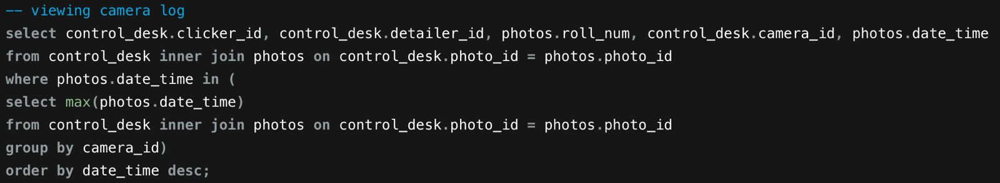 -- viewing camera log
select control_desk.clicker_id, control_desk.detailer_id, photos.roll_num, control_desk.camera_id, photos.date_time
from control_desk inner join photos on control_desk.photo_id = photos.photo_id
where photos.date_time in (
select max(photos.date_time)
from control_desk inner join photos on control_desk.photo_id = photos.photo_id
group by camera_id)
order by date_time desc;